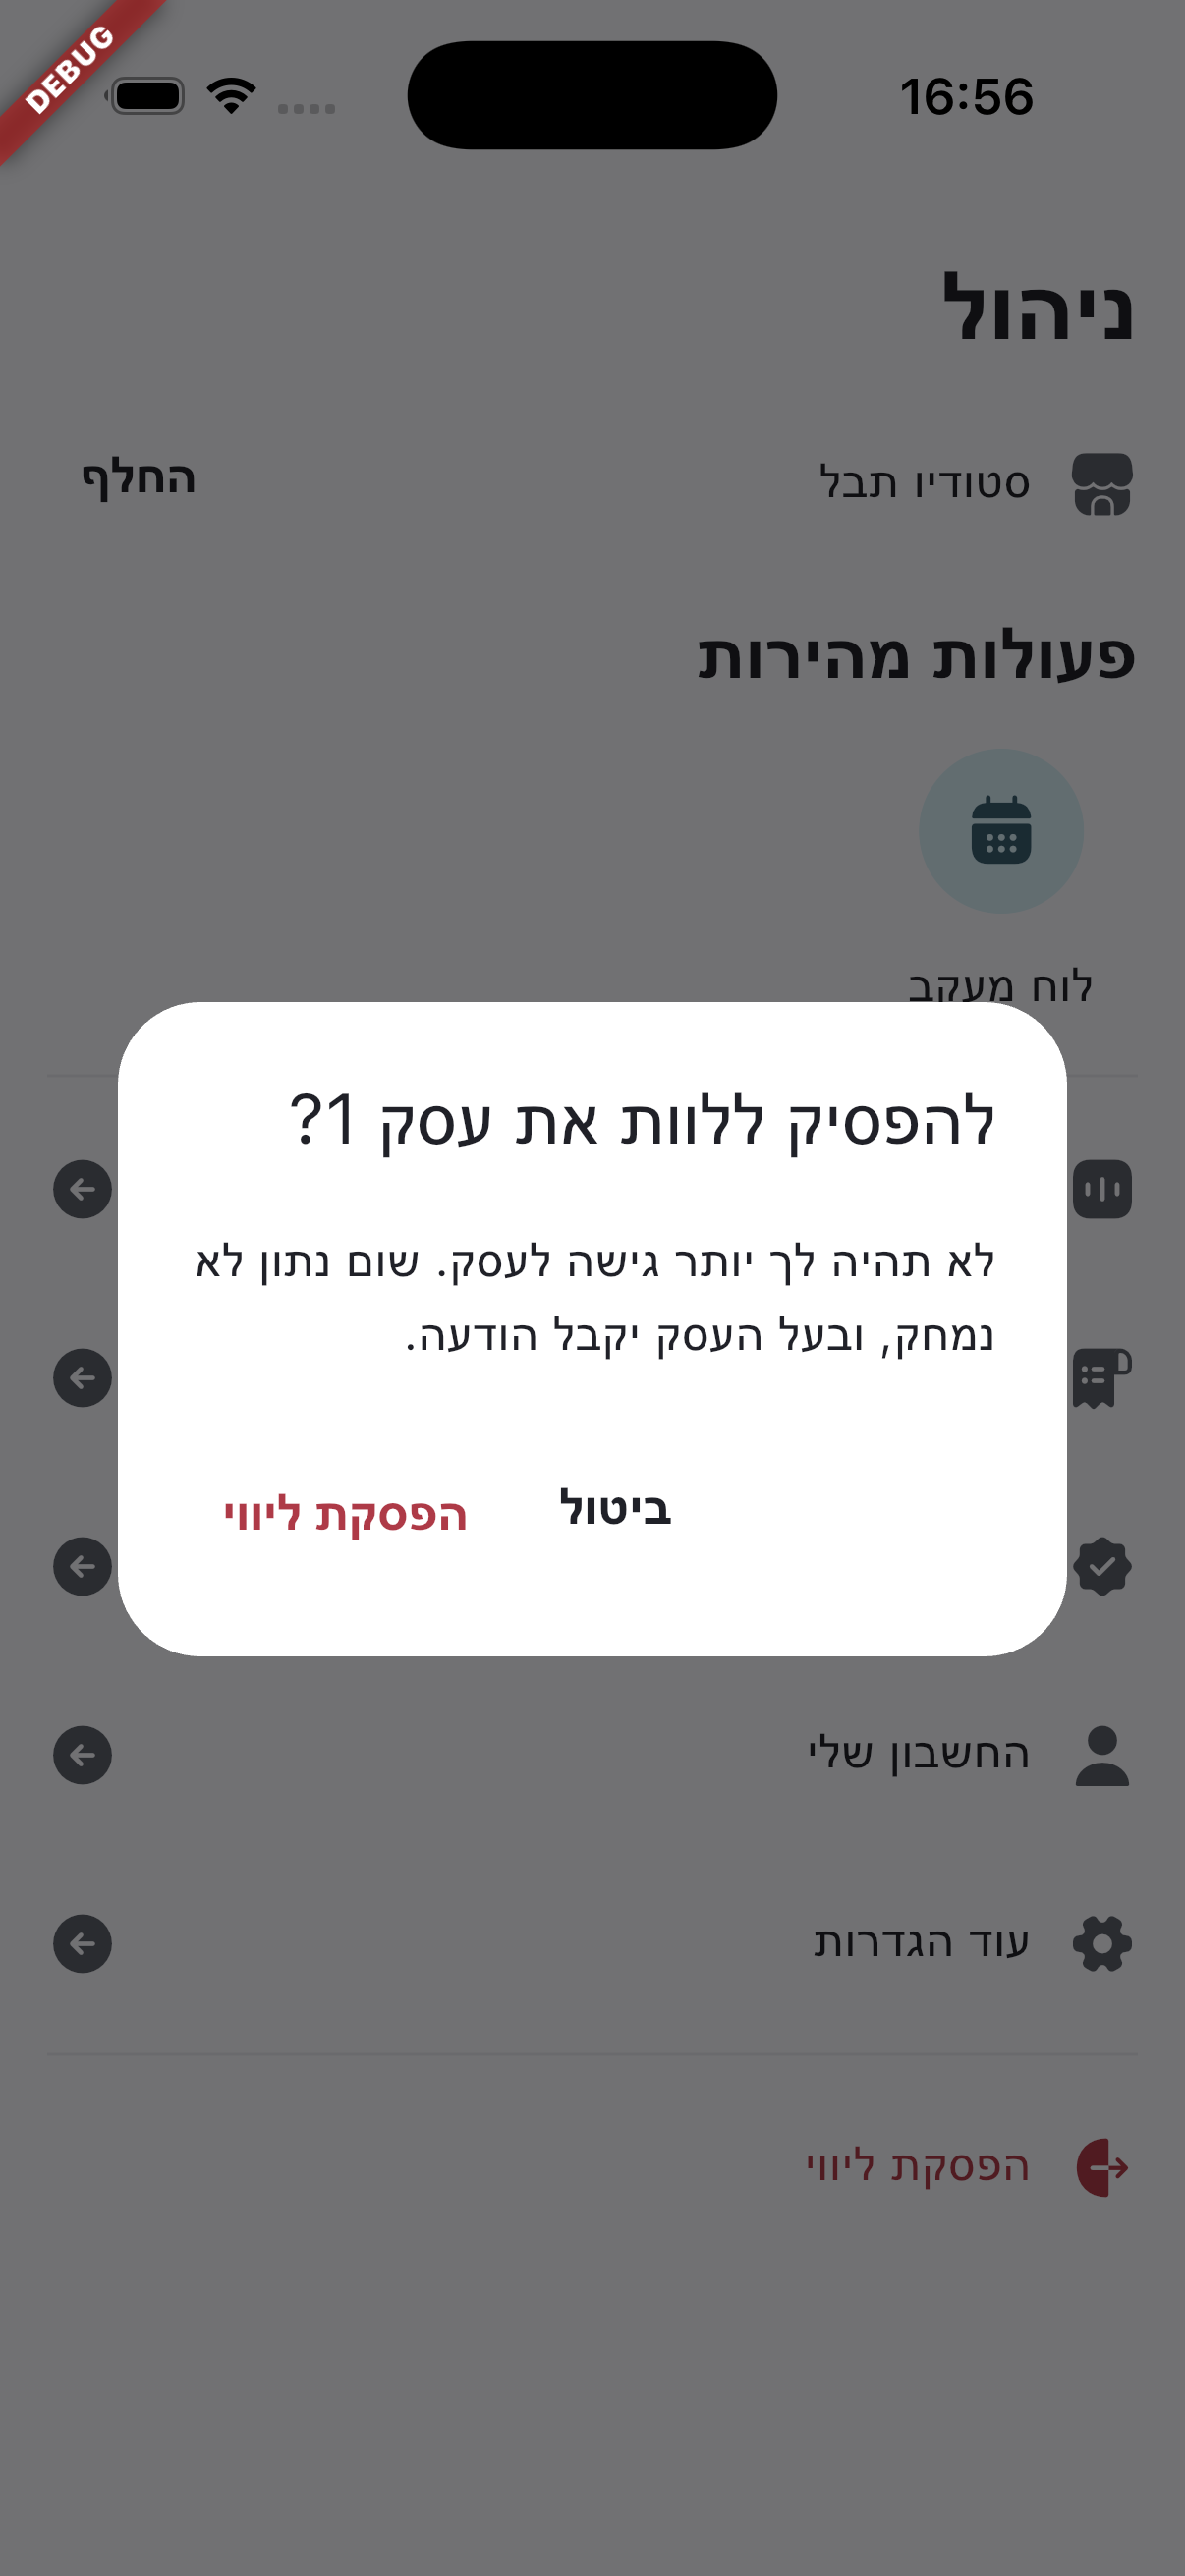 DEBUG
16:56
ניהול
סטודיו תבל
החלף
פעולות מהירות
לוח מעקב
להפסיק ללוות את עסק 1?
לא תהיה לך יותר גישה לעסק. שום נתון לא
נמחק, ובעל העסק יקבל הודעה.
ביטול
הפסקת ליווי
החשבון שלי
עוד הגדרות
הפסקת ליווי